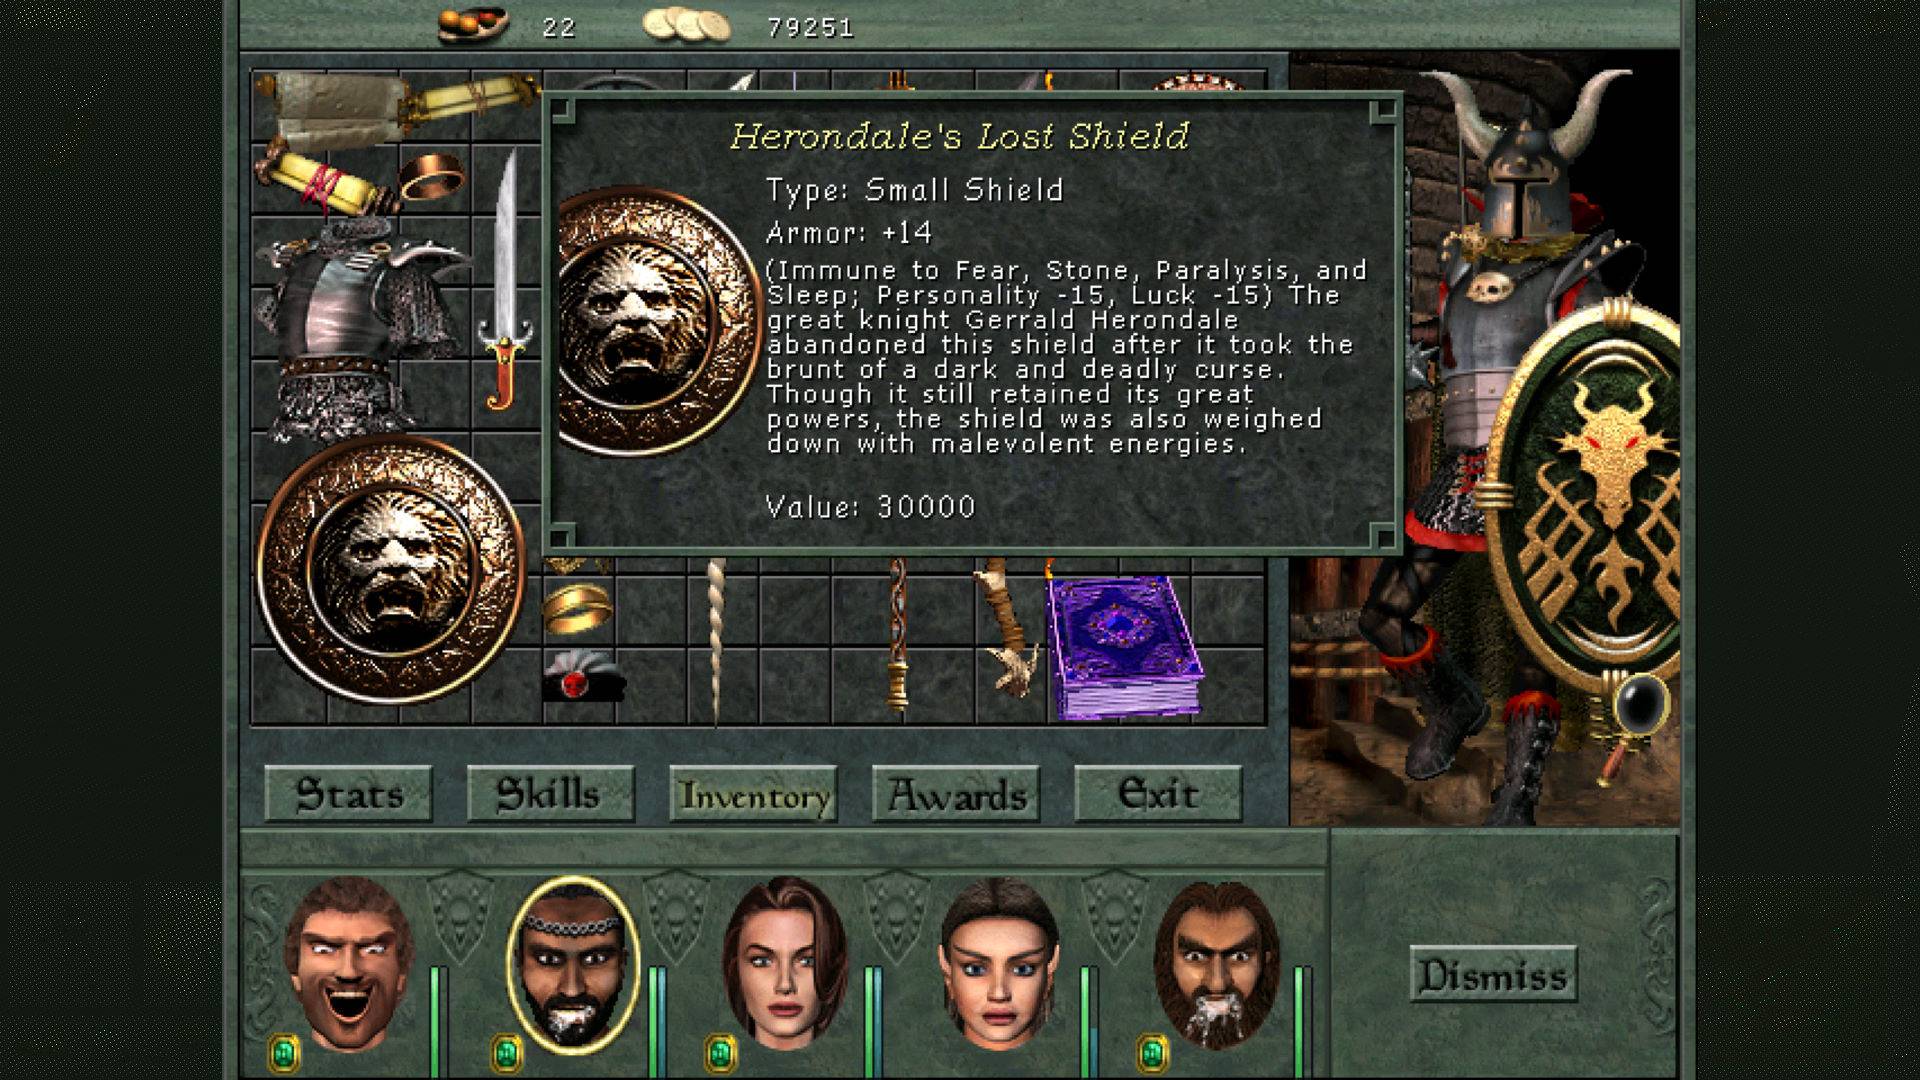 22 79251
Herondale's Lost Shield
Type: Small Shield
Armor: +14
(Immune to Fear, Stone, Paralysis, and
Sleep; Personality -15, Luck -15) The
great knight Gerrald Herondale
abandoned this shield after it took the
brunt of a dark and deadly curse.
Though it still retained its great
powers, the shield was also weighed
down with malevolent energies.
Value: 30000
Stats Skills Inventory Awards Exit
Dismiss